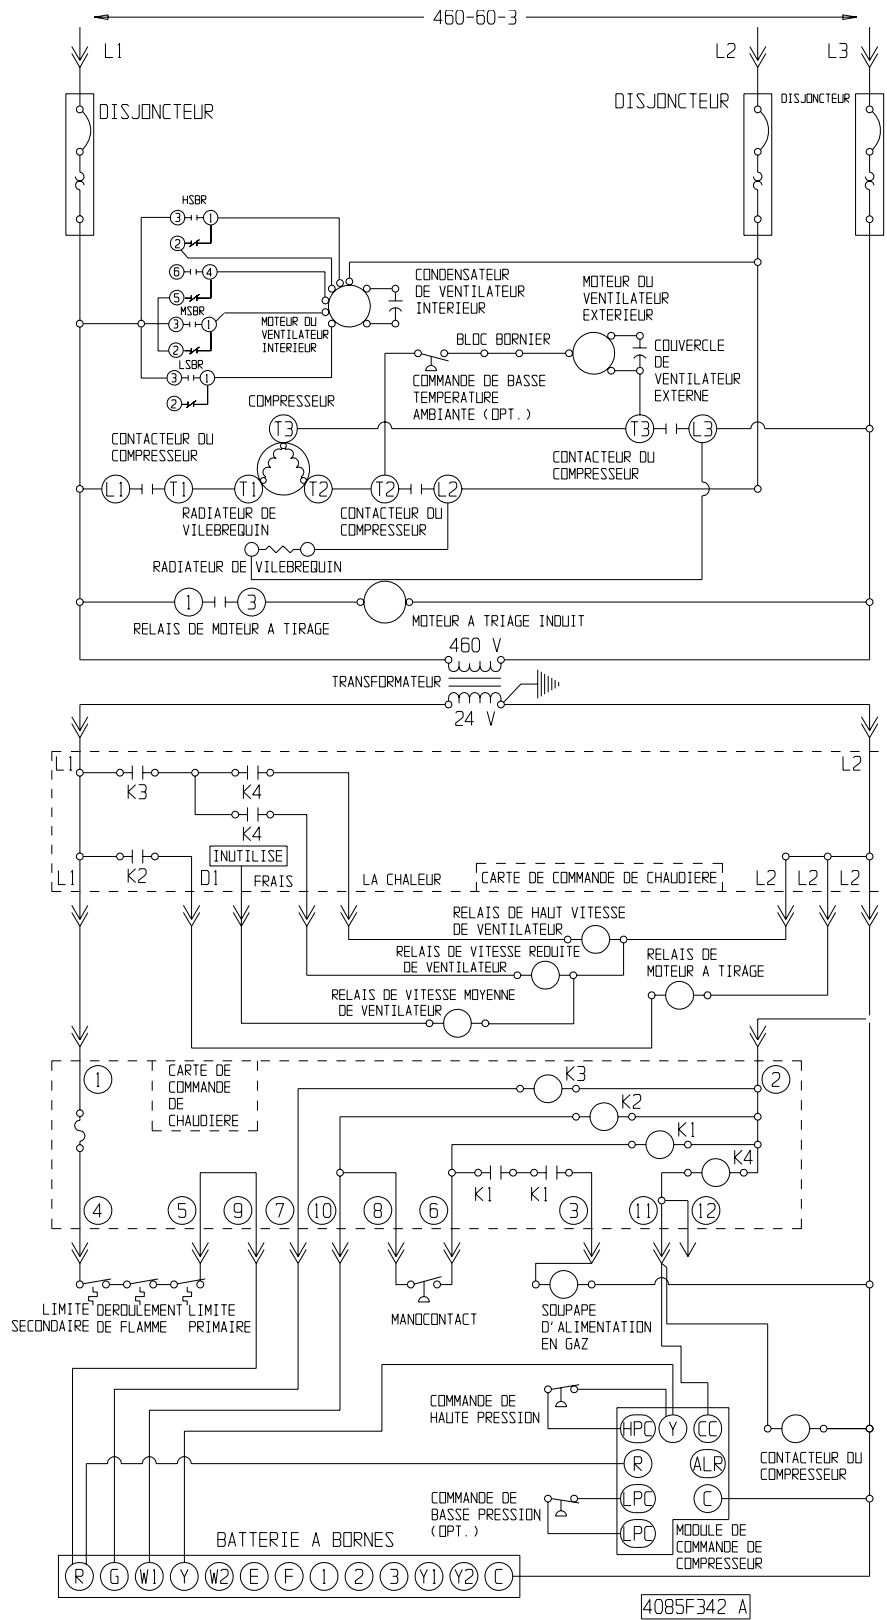 460-60-3
L1
L2
L3
DISJONCTEUR
DISJONCTEUR
DISJONCTEUR
HSBR
3
1
2
6
4
5
MSBR
3
1
2
LSBR
3
1
2
MOTEUR DU
VENTILATEUR
INTERIEUR
CONDENSATEUR
DE VENTILATEUR
INTERIEUR
MOTEUR DU
VENTILATEUR
EXTERIEUR
BLOC BORNIER
COUVERCLE
DE
VENTILATEUR
EXTERNE
COMMANDE DE BASSE
TEMPERATURE
AMBIANTE (OPT.)
COMPRESSEUR
T3
T3
L3
CONTACTEUR DU
COMPRESSEUR
CONTACTEUR DU
COMPRESSEUR
L1
T1
T1
T2
T2
L2
RADIATEUR DE
VILEBREQUIN
CONTACTEUR DU
COMPRESSEUR
RADIATEUR DE VILEBREQUIN
1
3
RELAIS DE MOTEUR A TIRAGE
MOTEUR A TRIAGE INDUIT
460 V
TRANSFORMATEUR
24 V
L1
L2
K3
K4
K4
INUTILISE
L1
K2
D1
FRAIS
LA CHALEUR
CARTE DE COMMANDE DE CHAUDIERE
L2
L2
L2
RELAIS DE HAUT VITESSE
DE VENTILATEUR
RELAIS DE VITESSE REDUITE
DE VENTILATEUR
RELAIS DE
MOTEUR A TIRAGE
RELAIS DE VITESSE MOYENNE
DE VENTILATEUR
1
CARTE DE
COMMANDE
DE
CHAUDIERE
K3
2
K2
K1
K4
K1
K1
4
5
9
7
10
8
6
3
11
12
LIMITE
SECONDAIRE
DEROULEMENT
DE FLAMME
LIMITE
PRIMAIRE
MANOCONTACT
SOUPAPE
D'ALIMENTATION
EN GAZ
COMMANDE DE
HAUTE PRESSION
HPC
Y
CC
R
ALR
CONTACTEUR DU
COMPRESSEUR
COMMANDE DE
BASSE PRESSION
(OPT.)
LPC
C
LPC
MODULE DE
COMMANDE DE
COMPRESSEUR
BATTERIE A BORNES
R
G
W1
Y
W2
E
F
1
2
3
Y1
Y2
C
4085F342 A